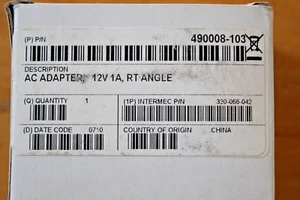 (P) P/N 490008-103
DESCRIPTION
AC ADAPTER, 12V 1A, RT ANGLE
(Q) QUANTITY 1 (1P) INTERMEC P/N 320-066-042
(D) DATE CODE 0710 COUNTRY OF ORIGIN CHINA